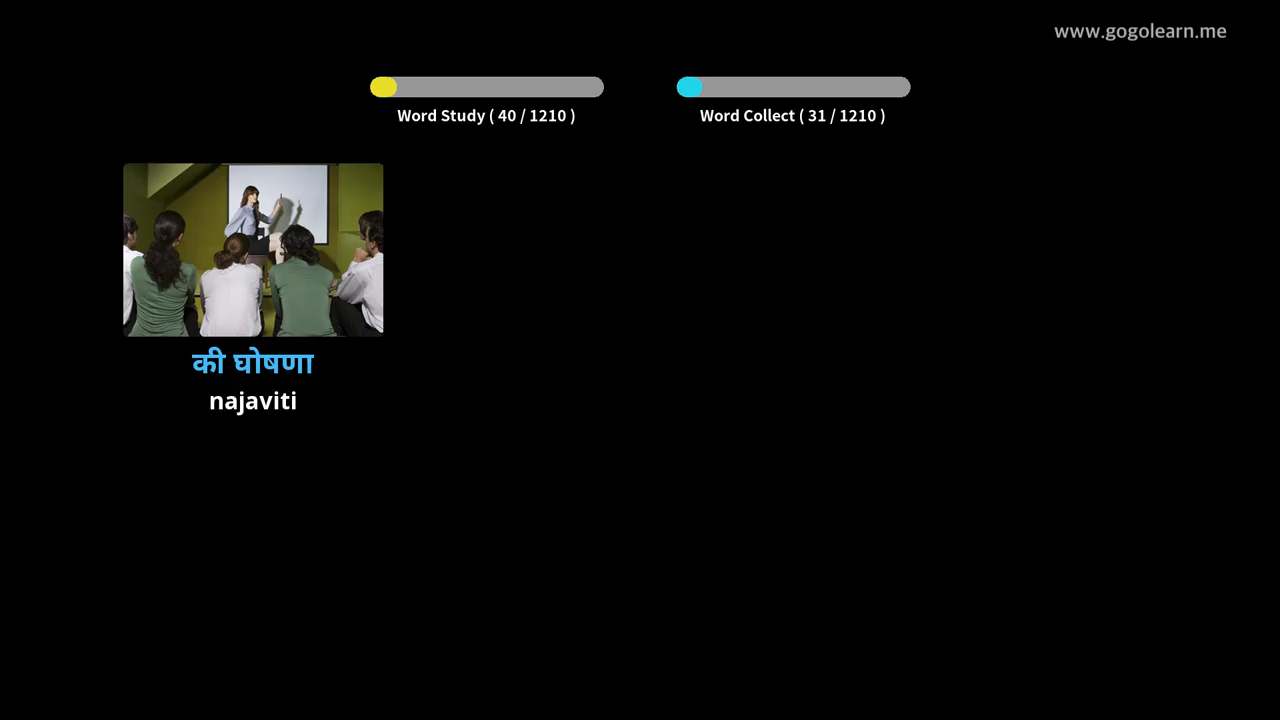 www.gogolearn.me
Word Study ( 40 / 1210 )
Word Collect ( 31 / 1210 )
की घोषणा
najaviti